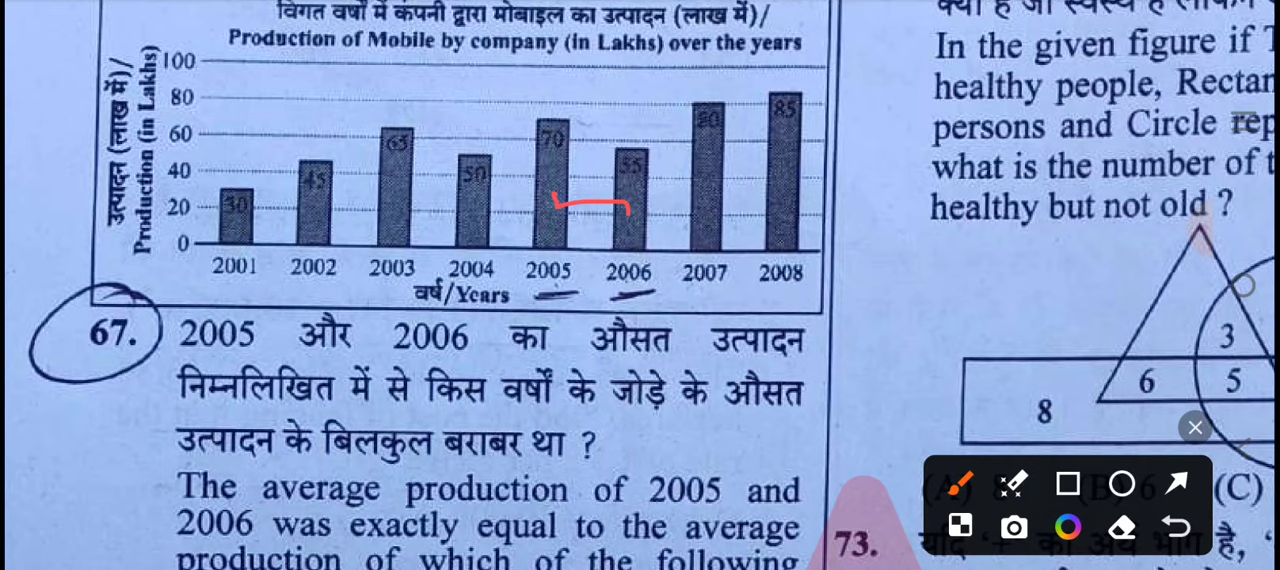 विगत वर्षों में कंपनी द्वारा मोबाइल का उत्पादन (लाख में)/
Production of Mobile by company (in Lakhs) over the years
उत्पादन (लाख में)/
Production (in Lakhs)
100
80
60
40
20
0
30
45
65
50
70
55
80
85
2001 2002 2003 2004 2005 2006 2007 2008
वर्ष/Years
67. 2005 और 2006 का औसत उत्पादन
निम्नलिखित में से किस वर्षों के जोड़े के औसत
उत्पादन के बिलकुल बराबर था ?
The average production of 2005 and
2006 was exactly equal to the average
production of which of the following
In the given figure if
healthy people, Rectan
persons and Circle rep
what is the number of t
healthy but not old ?
3
6 5
8
(C)
73. यदि का अर्थ भाग है,